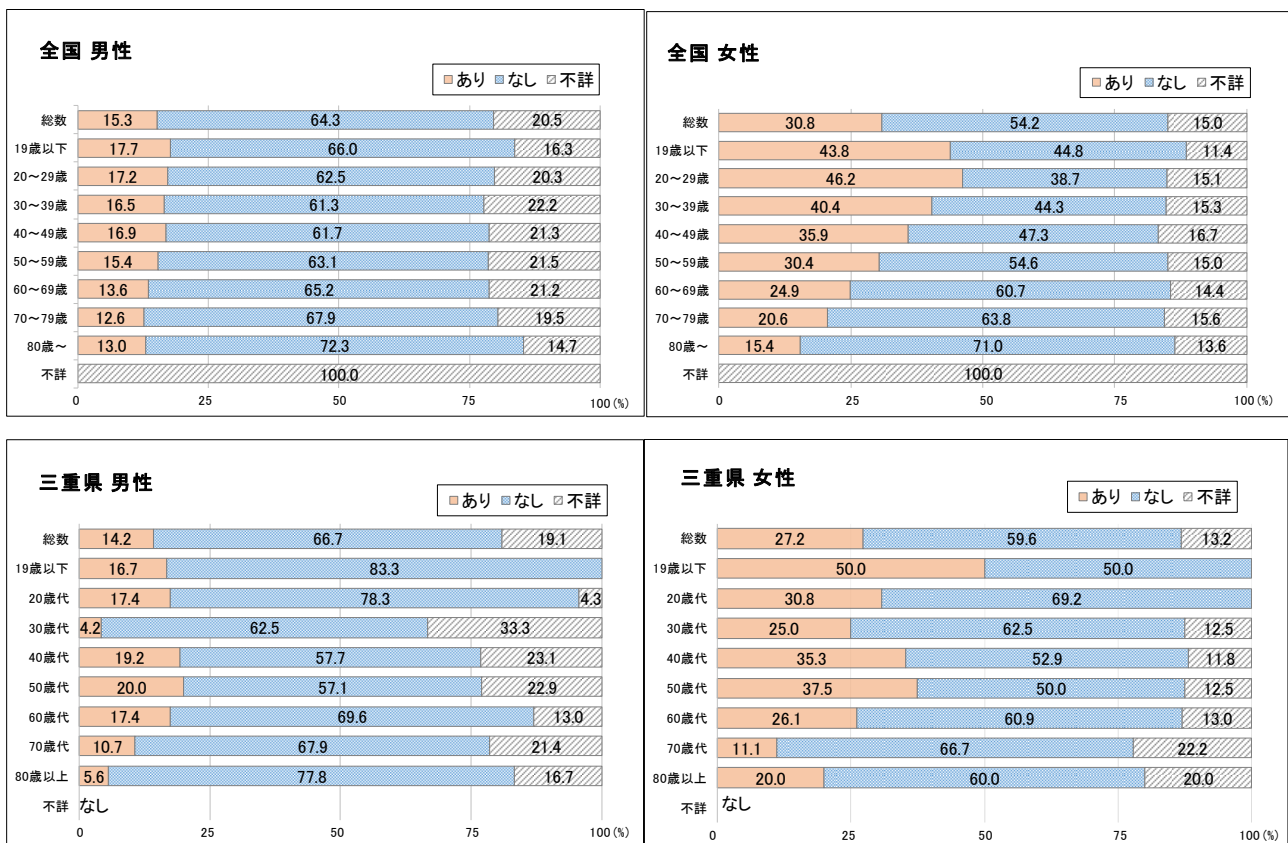 全国 男性
あり なし 不詳
総数 15.3 64.3 20.5
19歳以下 17.7 66.0 16.3
20～29歳 17.2 62.5 20.3
30～39歳 16.5 61.3 22.2
40～49歳 16.9 61.7 21.3
50～59歳 15.4 63.1 21.5
60～69歳 13.6 65.2 21.2
70～79歳 12.6 67.9 19.5
80歳～ 13.0 72.3 14.7
不詳 100.0
0 25 50 75 100 (%)
全国 女性
あり なし 不詳
総数 30.8 54.2 15.0
19歳以下 43.8 44.8 11.4
20～29歳 46.2 38.7 15.1
30～39歳 40.4 44.3 15.3
40～49歳 35.9 47.3 16.7
50～59歳 30.4 54.6 15.0
60～69歳 24.9 60.7 14.4
70～79歳 20.6 63.8 15.6
80歳～ 15.4 71.0 13.6
不詳 100.0
0 25 50 75 100 (%)
三重県 男性
あり なし 不詳
総数 14.2 66.7 19.1
19歳以下 16.7 83.3
20歳代 17.4 78.3 4.3
30歳代 4.2 62.5 33.3
40歳代 19.2 57.7 23.1
50歳代 20.0 57.1 22.9
60歳代 17.4 69.6 13.0
70歳代 10.7 67.9 21.4
80歳以上 5.6 77.8 16.7
不詳 なし
0 25 50 75 100 (%)
三重県 女性
あり なし 不詳
総数 27.2 59.6 13.2
19歳以下 50.0 50.0
20歳代 30.8 69.2
30歳代 25.0 62.5 12.5
40歳代 35.3 52.9 11.8
50歳代 37.5 50.0 12.5
60歳代 26.1 60.9 13.0
70歳代 11.1 66.7 22.2
80歳以上 20.0 60.0 20.0
不詳 なし
0 25 50 75 100 (%)